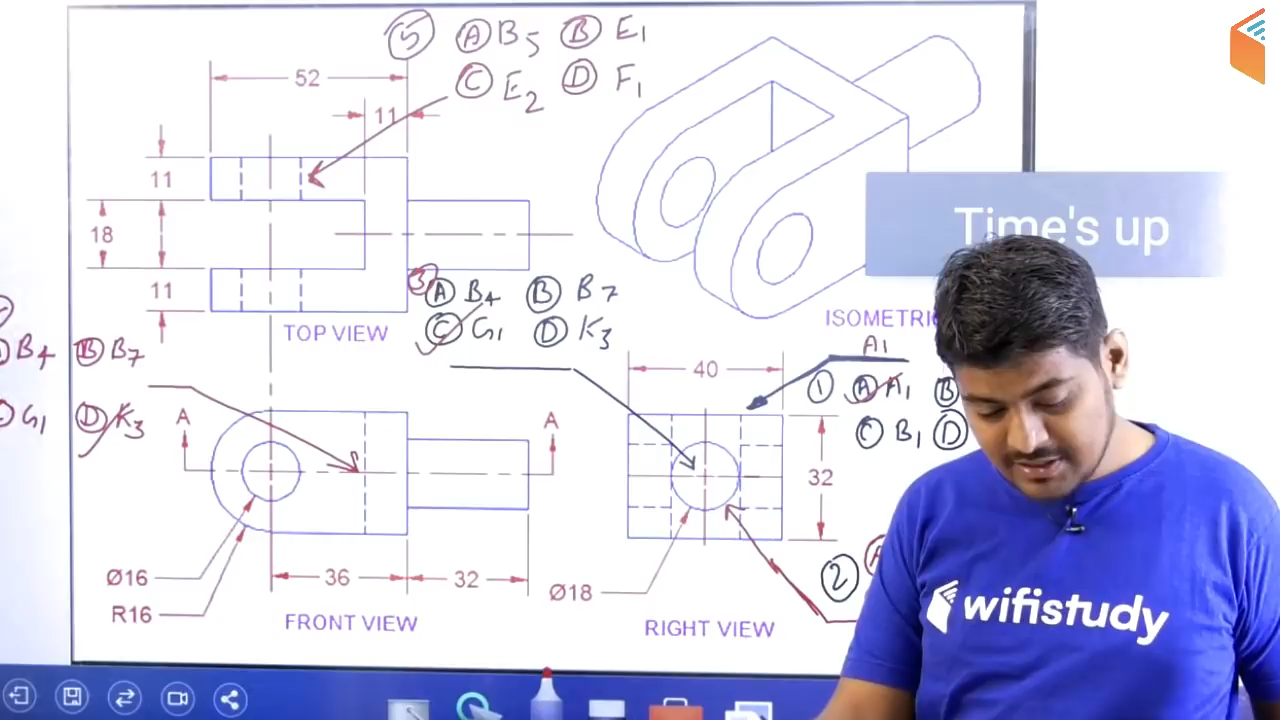 5 A B5 B E1
C E2 D F1
52
11
11
18
11
TOP VIEW
3
A B4 B B7
C G1 D K3
ISOMETRIC
Time's up
B4 B B7
G1 D K3
A
A
Ø16
R16
36
32
FRONT VIEW
40
A1
1 A A1 B
C B1 D
32
2
Ø18
RIGHT VIEW
wifistudy